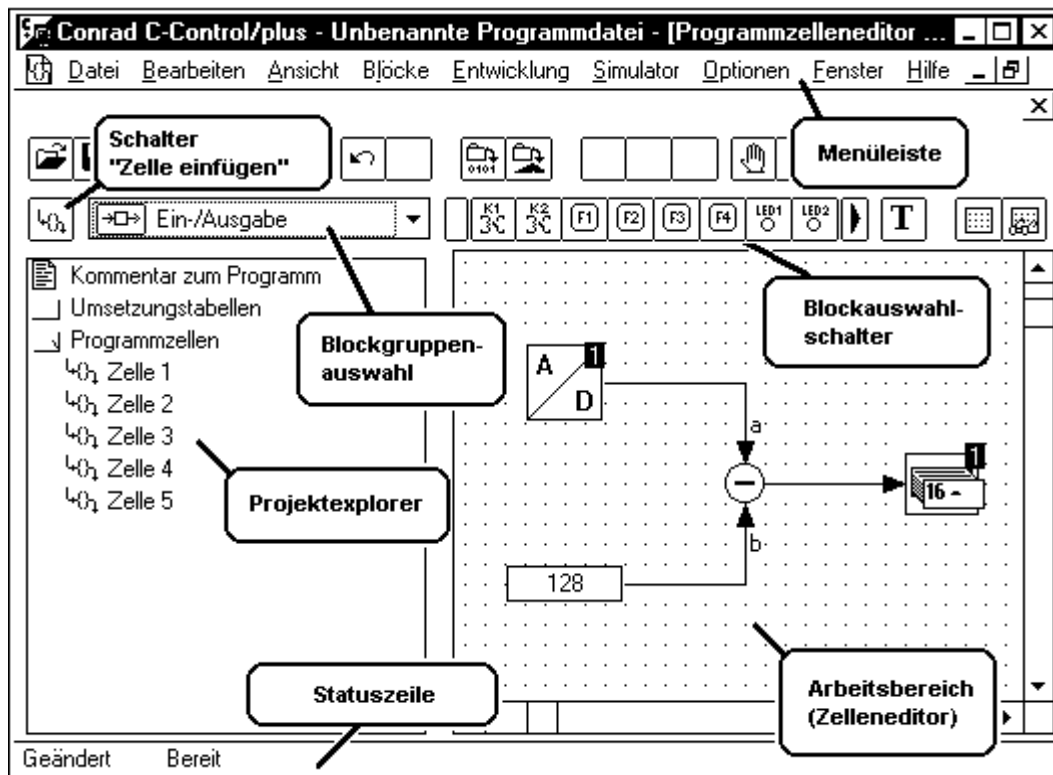 Conrad C-Control/plus - Unbenannte Programmdatei - [Programmzelleneditor ...
Datei Bearbeiten Ansicht Blöcke Entwicklung Simulator Optionen Fenster Hilfe
Schalter
"Zelle einfügen"
Menüleiste
0101
Ein-/Ausgabe
K1 K2 F1 F2 F3 F4 LED1 LED2 T
Kommentar zum Programm
Umsetzungstabellen
Programmzellen
Zelle 1
Zelle 2
Zelle 3
Zelle 4
Zelle 5
Blockgruppen-
auswahl
Blockauswahl-
schalter
Projektexplorer
A
D
1
a
b
128
1
16 -
Statuszeile
Arbeitsbereich
(Zelleneditor)
Geändert Bereit